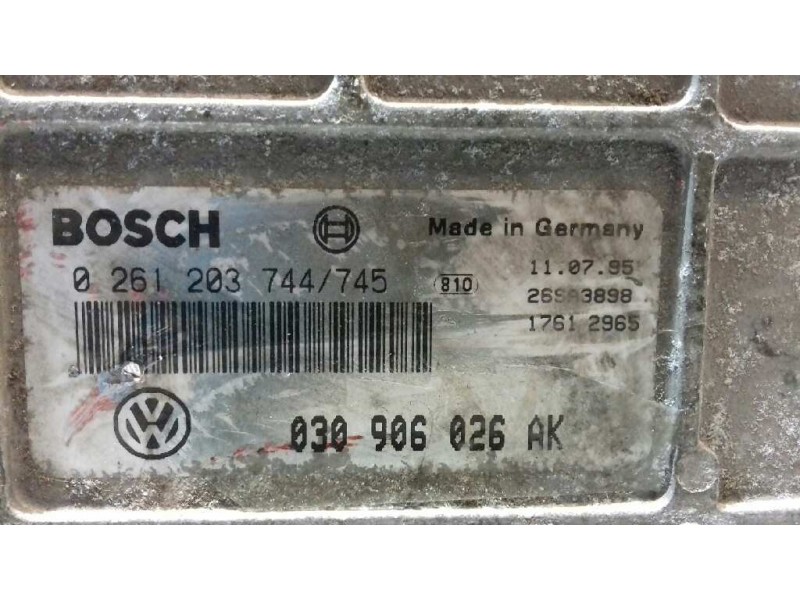 BOSCH
Made in Germany
0 261 203 744/745
810
11.07.95
1761 2965
VW
030 906 026 AK